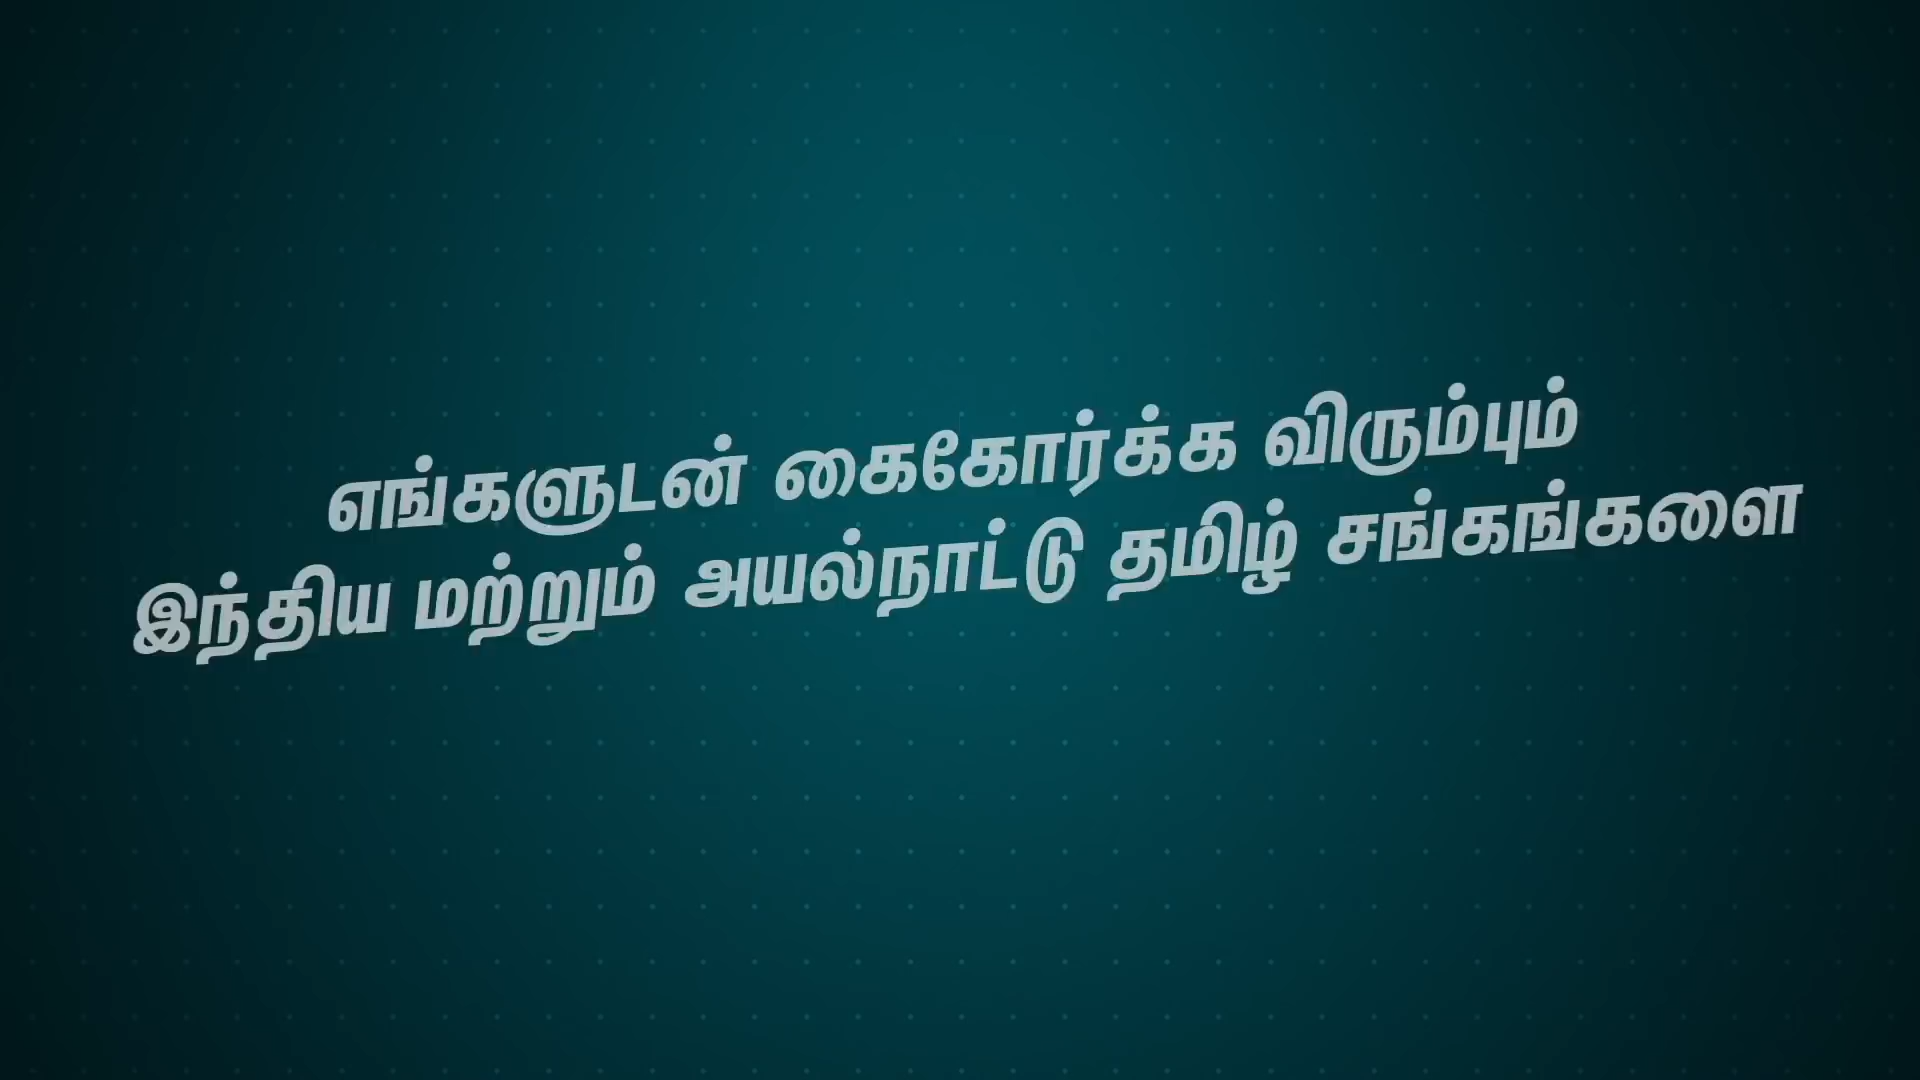 எங்களுடன் கைகோர்க்க விரும்பும்
இந்திய மற்றும் அயல்நாட்டு தமிழ் சங்கங்களை